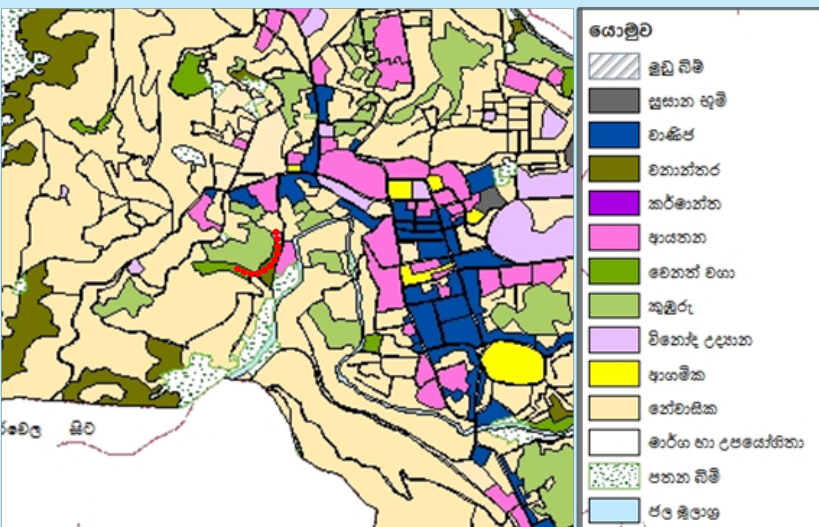 යොමුව
මුඩු බිම්
සුසාන භූමි
වාණිජ
වනාන්තර
කර්මාන්ත
ආයතන
වෙනත් වගා
කුඹුරු
විනෝද උද්‍යාන
ආගමික
නේවාසික
මාර්ග හා උපයෝගිතා
පතන බිම්
ජල මූලාශ්‍ර
සිට